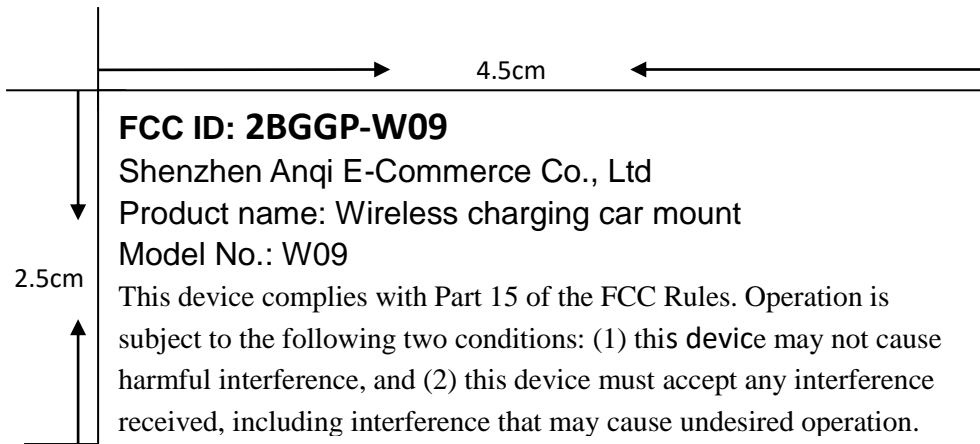 4.5cm
FCC ID: 2BGGP-W09
Shenzhen Anqi E-Commerce Co., Ltd
Product name: Wireless charging car mount
Model No.: W09
2.5cm
This device complies with Part 15 of the FCC Rules. Operation is
subject to the following two conditions: (1) this device may not cause
harmful interference, and (2) this device must accept any interference
received, including interference that may cause undesired operation.